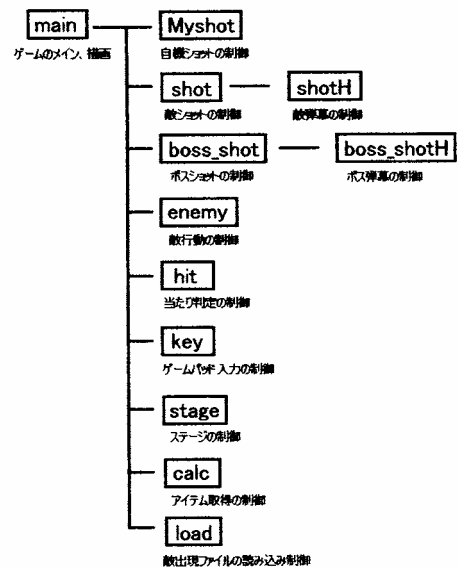 main
ゲームのメイン、描画
Myshot
自機ショットの制御
shot
敵ショットの制御
shotH
敵弾幕の制御
boss_shot
ボスショットの制御
boss_shotH
ボス弾幕の制御
enemy
敵行動の制御
hit
当たり判定の制御
key
ゲームパッド入力の制御
stage
ステージの制御
calc
アイテム取得の制御
load
敵出現ファイルの読み込み制御